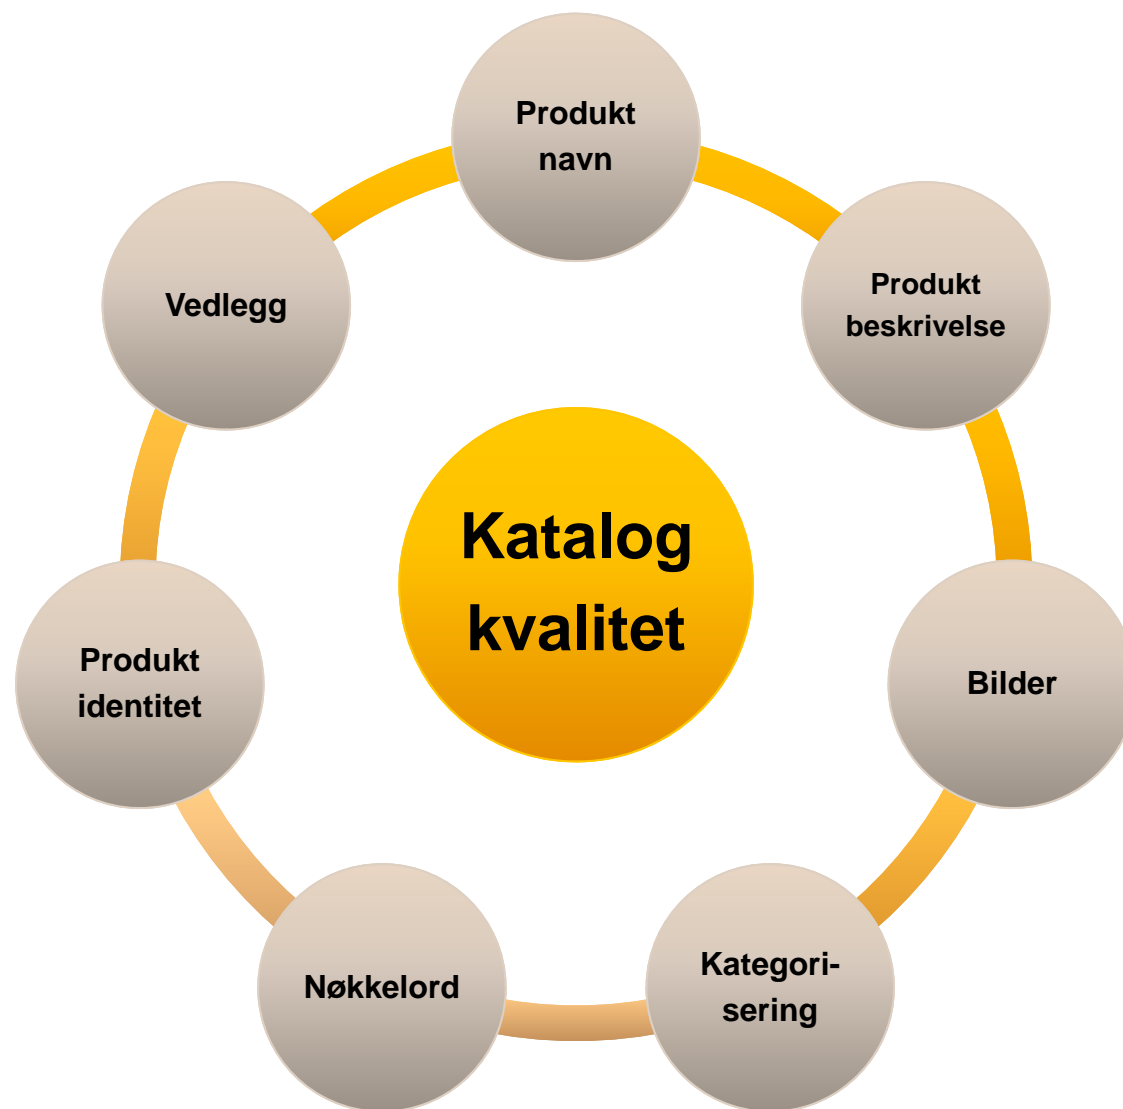 Produkt
navn
Produkt
beskrivelse
Bilder
Kategori-
sering
Nøkkelord
Produkt
identitet
Vedlegg
Katalog
kvalitet